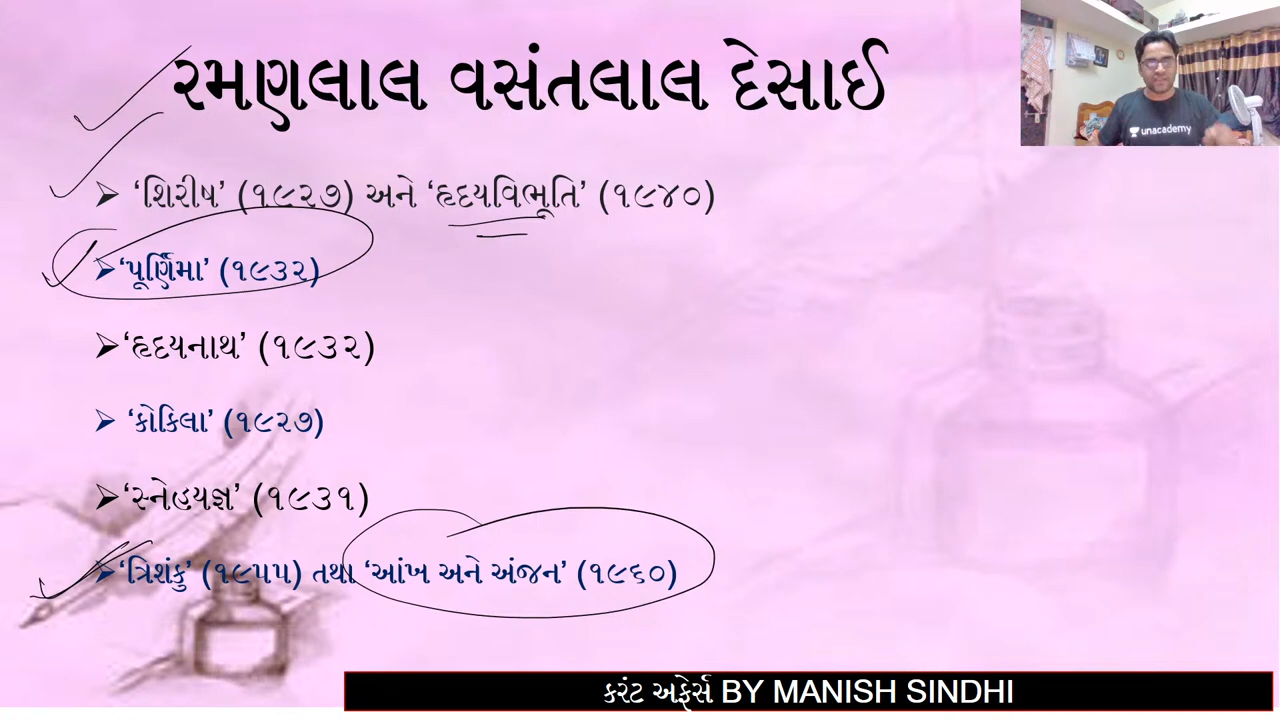 રમણલાલ વસંતલાલ દેસાઈ
unacademy
➢ ‘શિરીષ’ (૧૯૨૭) અને ‘હૃદયવિભૂતિ’ (૧૯૪૦)
➢‘પૂર્ણિમા’ (૧૯૩૨)
➢‘હૃદયનાથ’ (૧૯૩૨)
➢ ‘કોકિલા’ (૧૯૨૭)
➢‘સ્નેહયજ્ઞ’ (૧૯૩૧)
➢‘ત્રિશંકુ’ (૧૯૫૫) તથા ‘આંખ અને અંજન’ (૧૯૬૦)
કરંટ અફેર્સ BY MANISH SINDHI